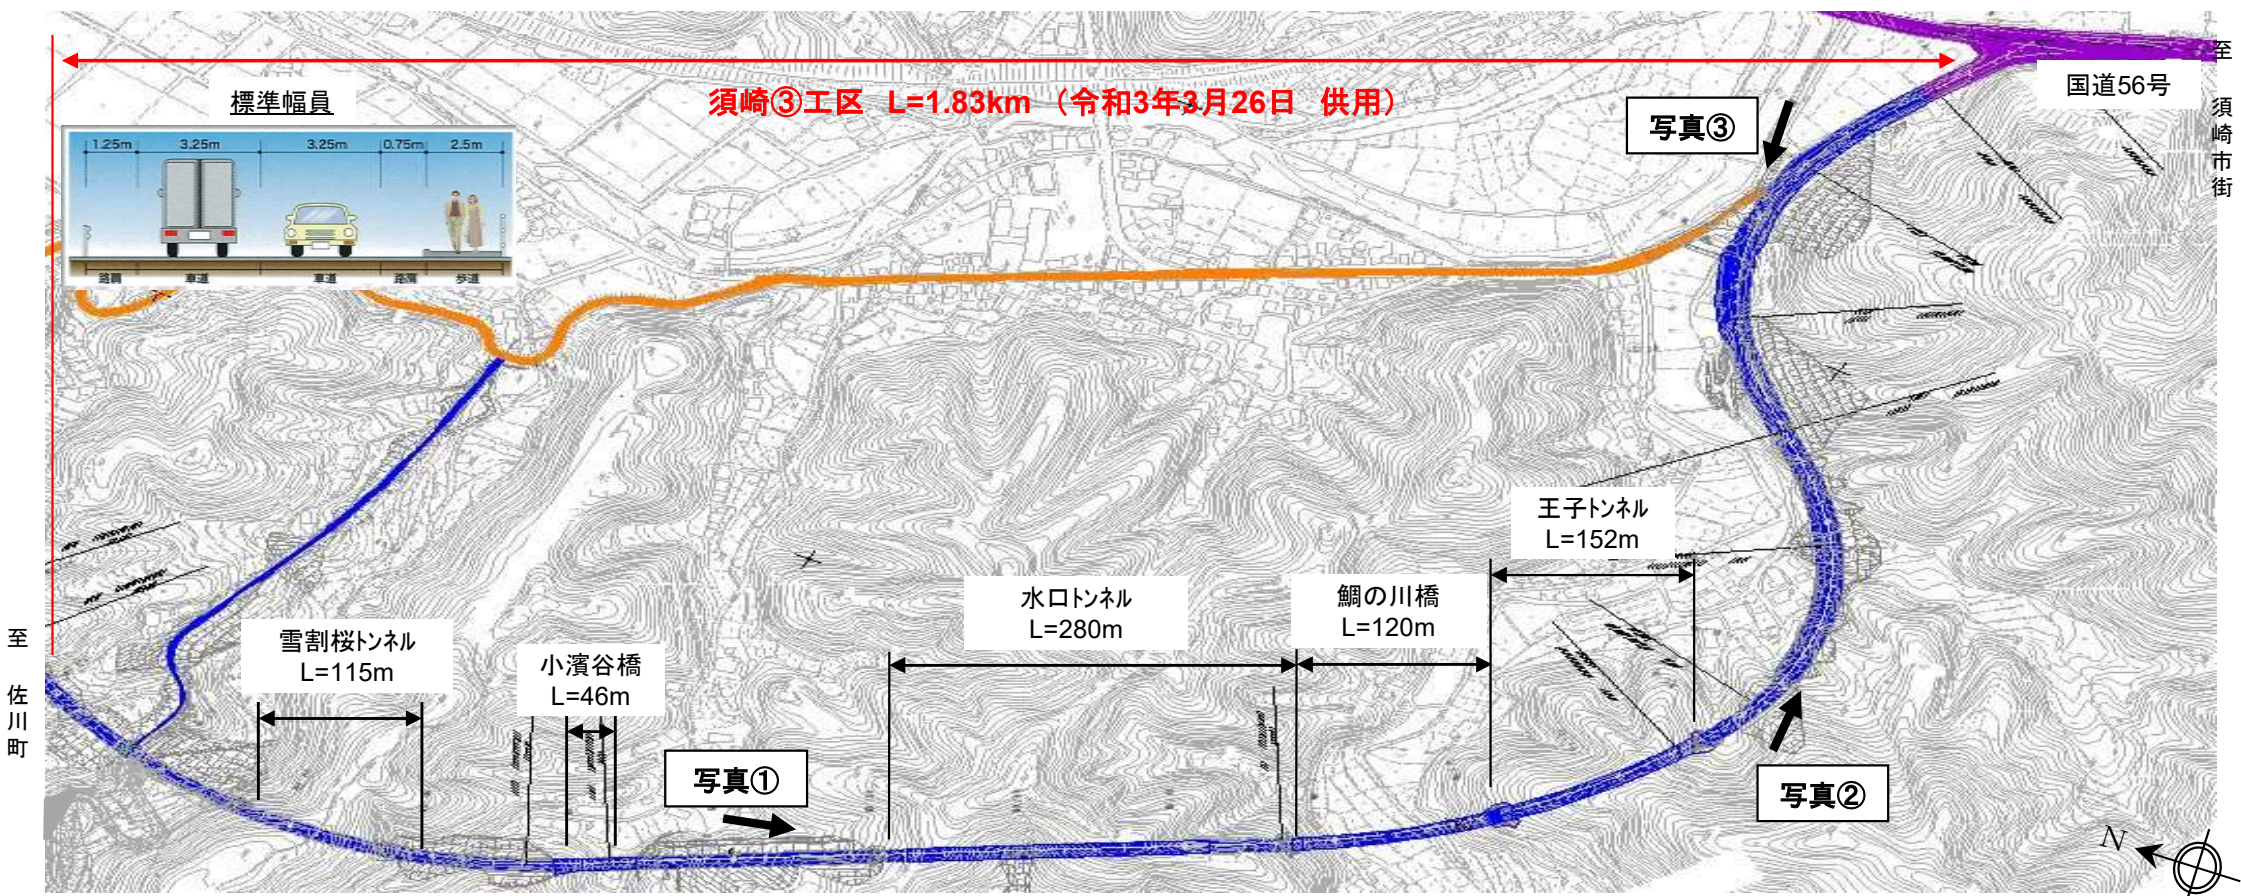 須崎③工区 L=1.83km （令和3年3月26日 供用）
標準幅員
1.25m 3.25m 3.25m 0.75m 2.5m
路肩 車道 車道 路肩 歩道
国道56号
至 須崎市街
写真③
王子トンネル
L=152m
水口トンネル
L=280m
鯛の川橋
L=120m
雪割桜トンネル
L=115m
小濱谷橋
L=46m
至 佐川町
写真①
写真②
N